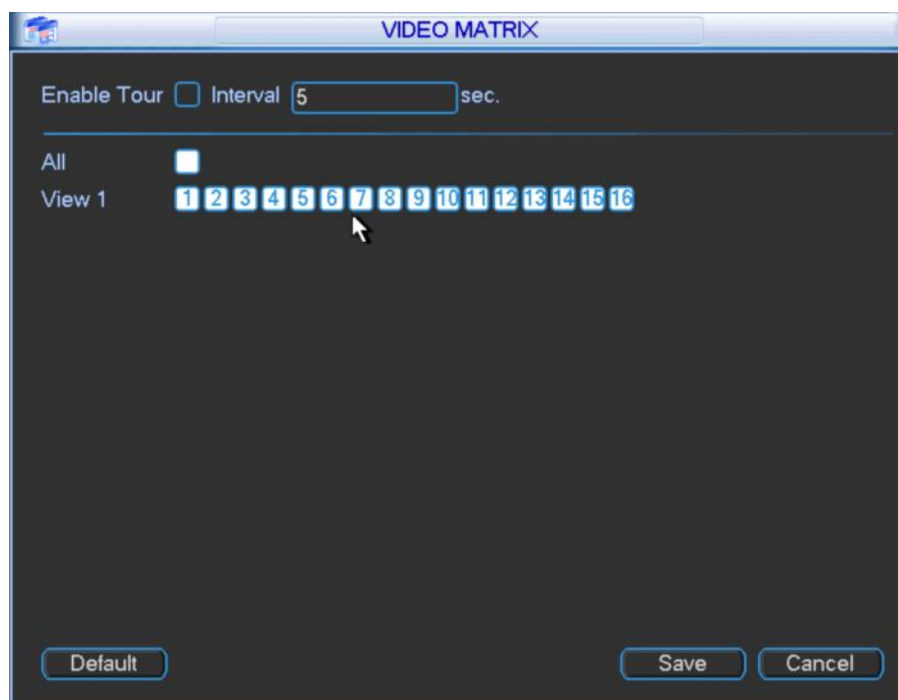 VIDEO MATRIX
Enable Tour Interval 5 sec.
All
View 1 1 2 3 4 5 6 7 8 9 10 11 12 13 14 15 16
Default Save Cancel